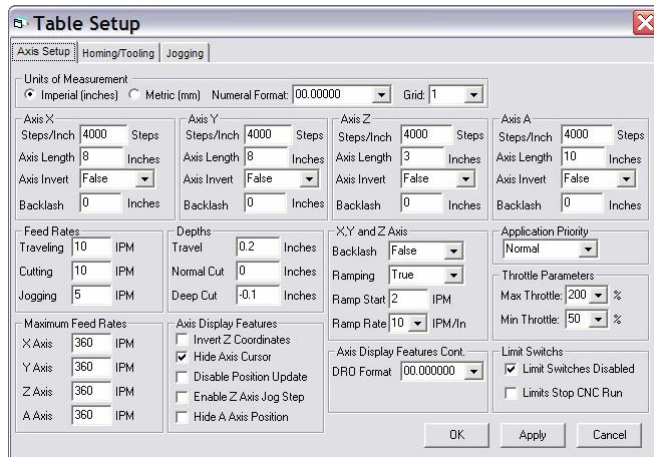 Table Setup
Axis Setup Homing/Tooling Jogging
Units of Measurement
Imperial (inches) Metric (mm) Numeral Format: 00.00000 Grid: 1
Axis X
Steps/Inch 4000 Steps
Axis Length 8 Inches
Axis Invert False
Backlash 0 Inches
Axis Y
Steps/Inch 4000 Steps
Axis Length 8 Inches
Axis Invert False
Backlash 0 Inches
Axis Z
Steps/Inch 4000 Steps
Axis Length 3 Inches
Axis Invert False
Backlash 0 Inches
Axis A
Steps/Inch 4000 Steps
Axis Length 10 Inches
Axis Invert False
Backlash 0 Inches
Feed Rates
Traveling 10 IPM
Cutting 10 IPM
Jogging 5 IPM
Depths
Travel 0.2 Inches
Normal Cut 0 Inches
Deep Cut -0.1 Inches
X,Y and Z Axis
Backlash False
Ramping True
Ramp Start 2 IPM
Ramp Rate 10 IPM/In
Application Priority
Normal
Throttle Parameters
Max Throttle: 200 %
Min Throttle: 50 %
Maximum Feed Rates
X Axis 360 IPM
Y Axis 360 IPM
Z Axis 360 IPM
A Axis 360 IPM
Axis Display Features
Invert Z Coordinates
Hide Axis Cursor
Disable Position Update
Enable Z Axis Jog Step
Hide A Axis Position
Axis Display Features Cont.
DRO Format 00.000000
Limit Switchs
Limit Switches Disabled
Limits Stop CNC Run
OK Apply Cancel